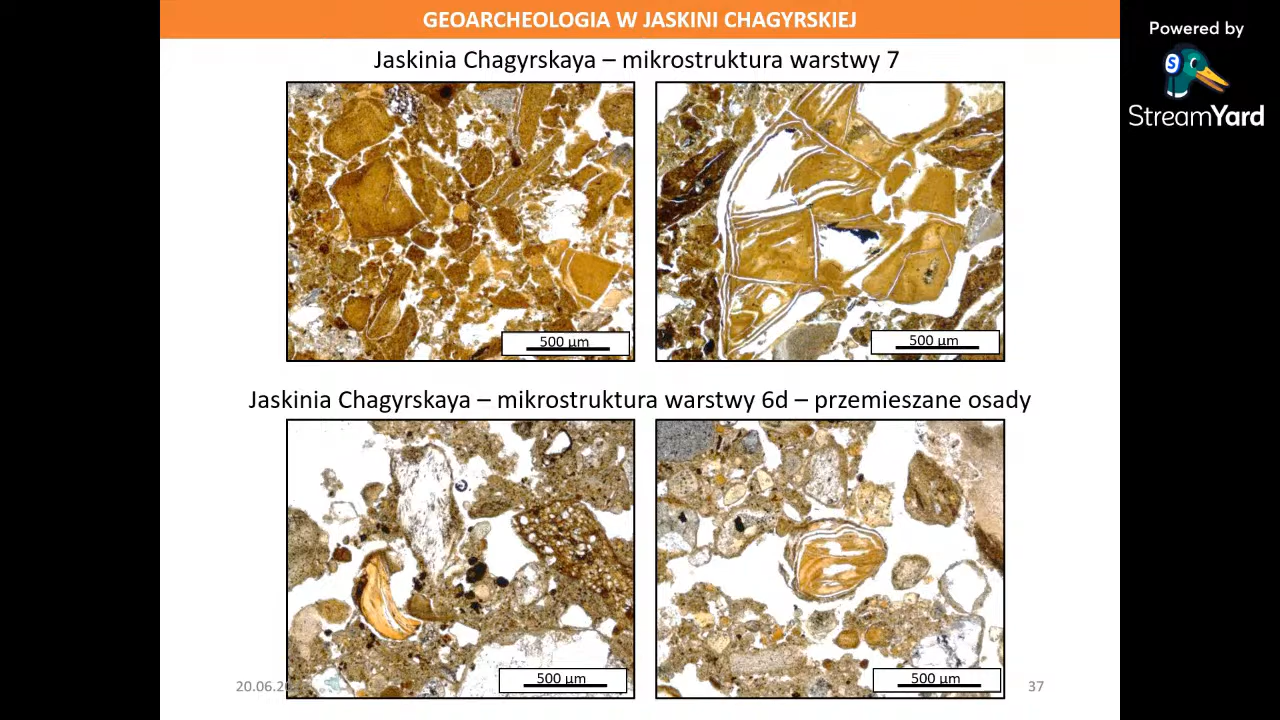 GEOARCHEOLOGIA W JASKINI CHAGYRSKIEJ
Powered by
StreamYard
Jaskinia Chagyrskaya – mikrostruktura warstwy 7
500 µm
500 µm
Jaskinia Chagyrskaya – mikrostruktura warstwy 6d – przemieszane osady
500 µm
500 µm
20.06.2
37